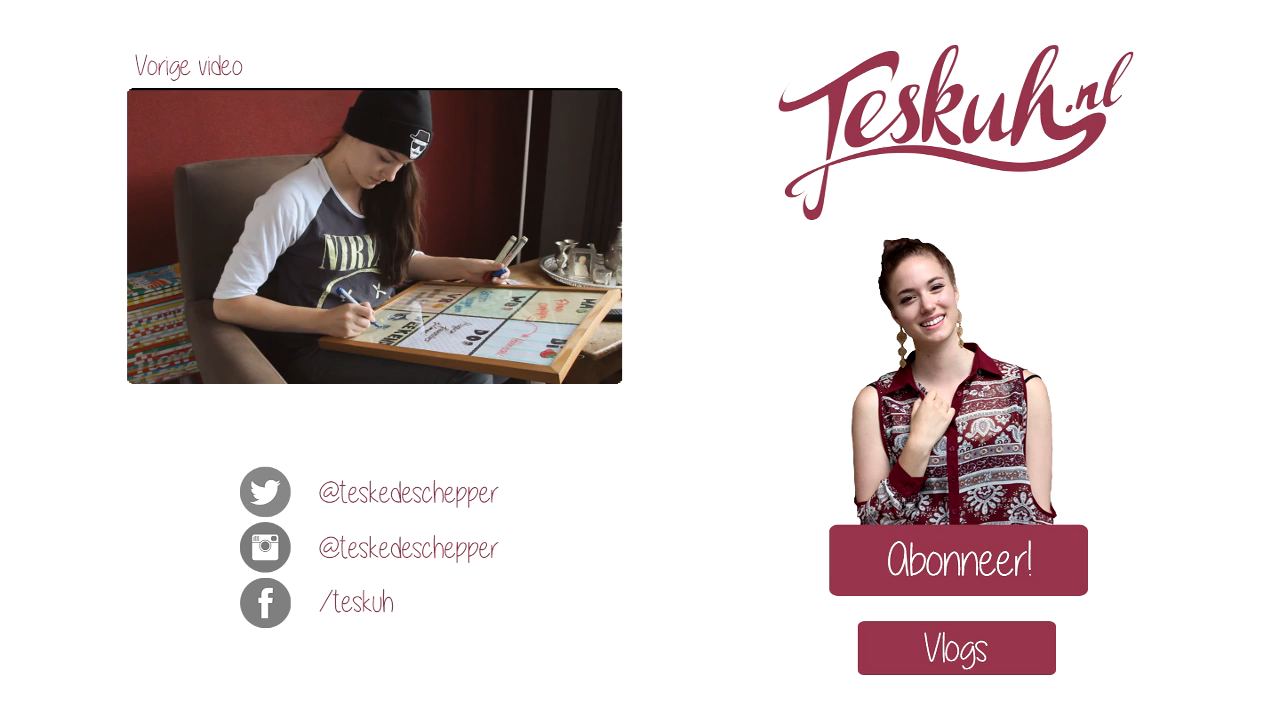 Vorige video
Teskuh.nl
@teskedeschepper
@teskedeschepper
/teskuh
Abonneer!
Vlogs